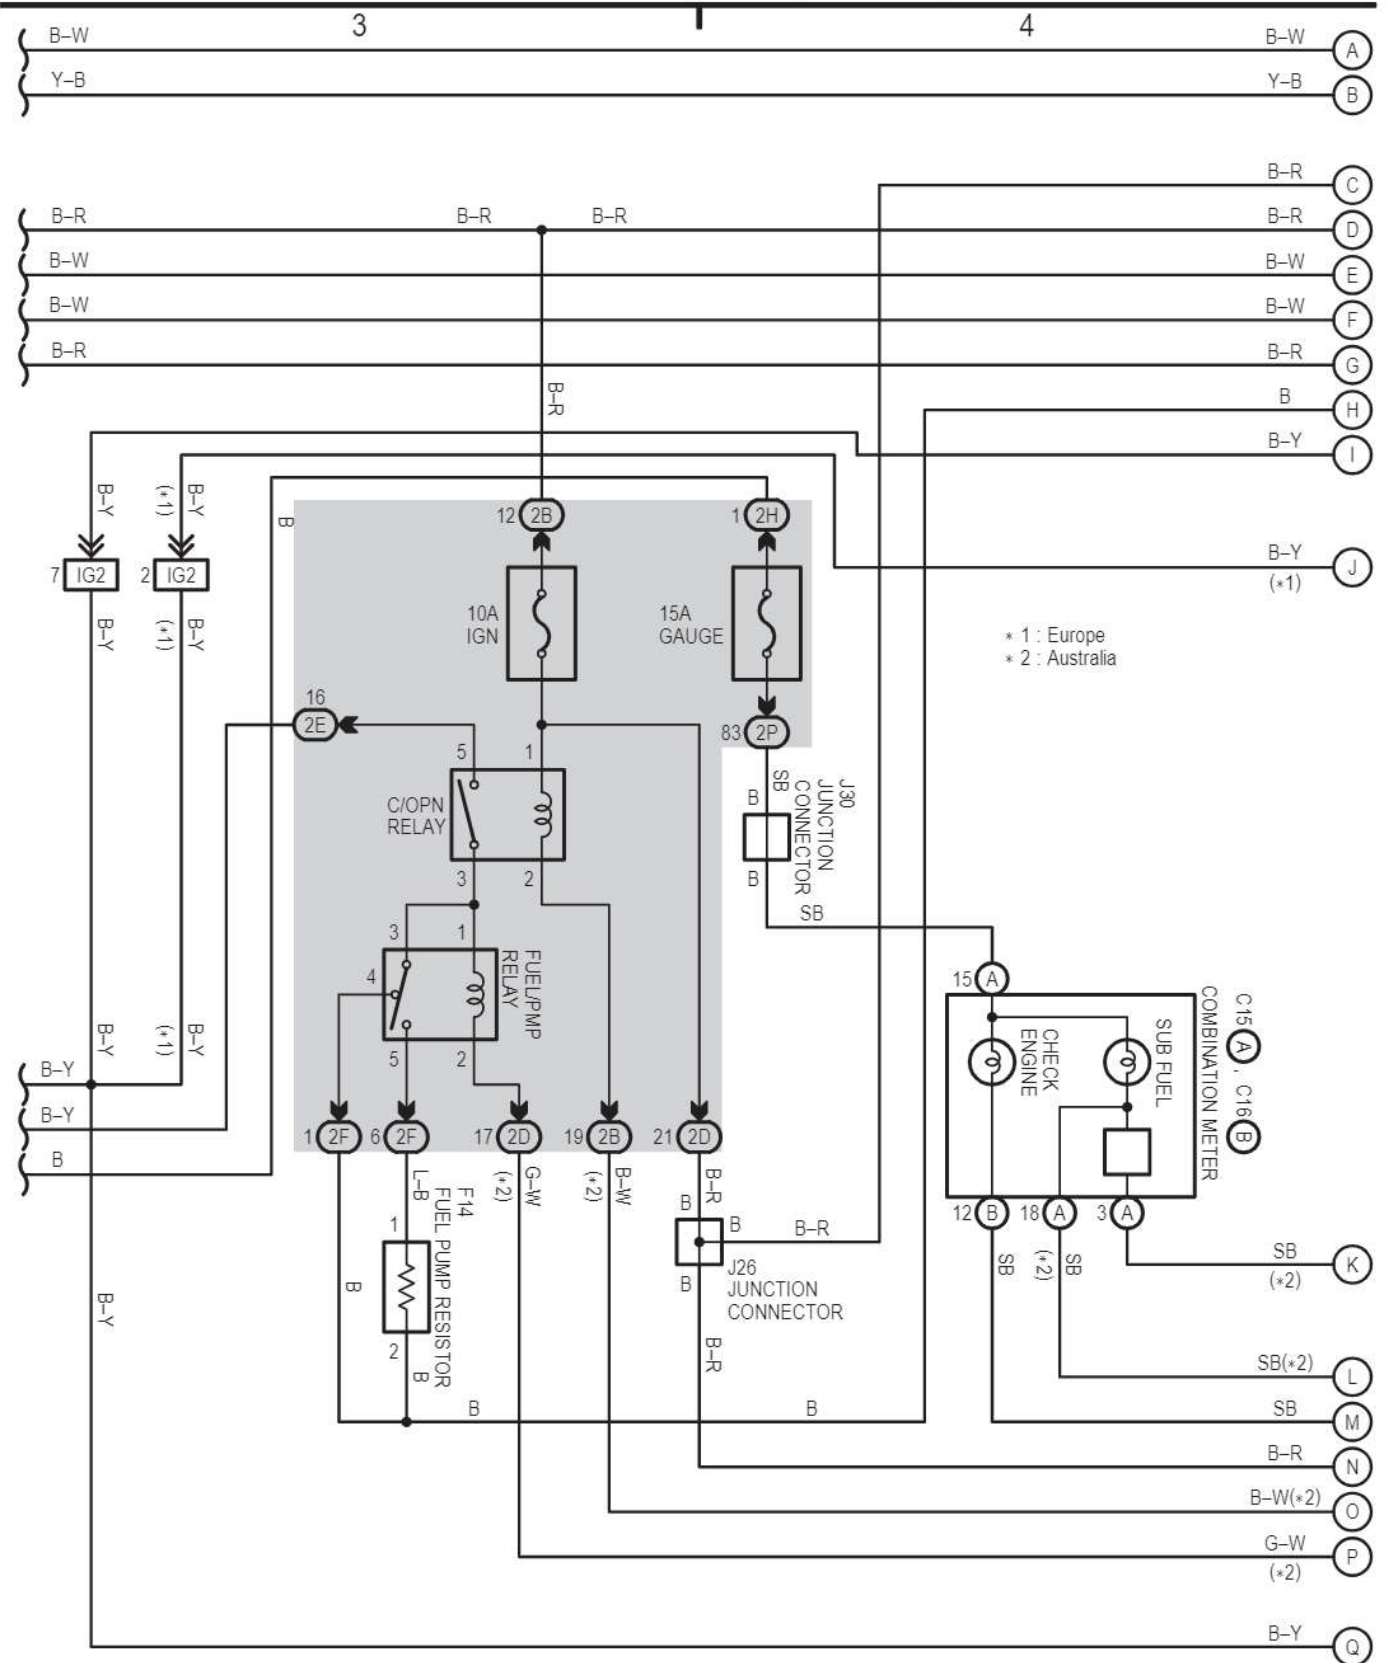 3 4
B–W B–W A
Y–B Y–B B
B–R C
B–R B–R B–R B–R D
B–W B–W E
B–W B–W F
B–R B–R G
B–R
B H
B–Y I
B–Y
(*1) B–Y
B
12 2B
1 2H
7 IG2
2 IG2
B–Y
(*1)
J
10A
IGN
15A
GAUGE
B–Y
(*1) B–Y
* 1 : Europe
* 2 : Australia
16
2E
83 2P
5 1
C/OPN
RELAY
SB
J30
JUNCTION
CONNECTOR
B
B
3 2
SB
3 1
4
FUEL/PMP
RELAY
5 2
15 A
C15 A , C16 B
COMBINATION METER
CHECK
ENGINE
SUB FUEL
B–Y
(*1) B–Y
B–Y
B–Y
B
1 2F
6 2F
17 2D
19 2B
21 2D
L–B
G–W
(*2)
B–W
(*2)
B–R
F14
FUEL PUMP RESISTOR
1
2
B
B
B
B
B
B–R
J26
JUNCTION
CONNECTOR
B–R
12 B
18 A
3 A
SB
SB
(*2)
SB
(*2)
K
B–Y
SB(*2) L
B B
SB M
B–R N
B–W(*2) O
G–W
(*2)
P
B–Y Q